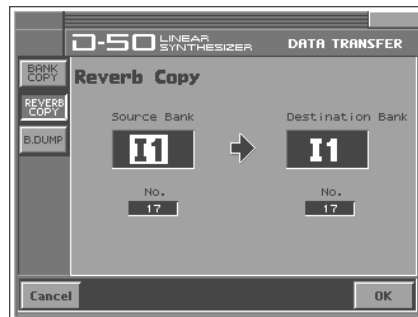 D-50 LINEAR SYNTHESIZER DATA TRANSFER
BANK COPY
Reverb Copy
REVERB COPY
B.DUMP
Source Bank Destination Bank
I1 I1
No. No.
17 17
Cancel OK